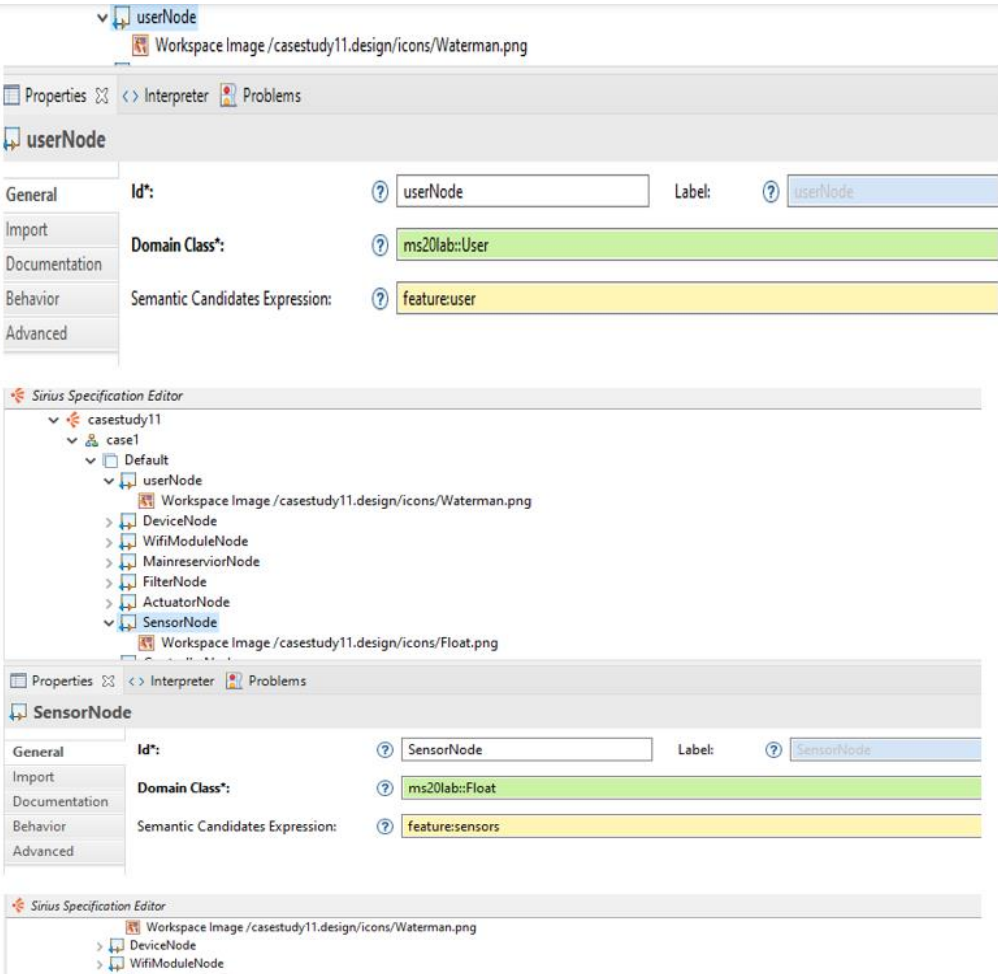 userNode
Workspace Image /casestudy11.design/icons/Waterman.png
Properties Interpreter Problems
userNode
General Id*: userNode Label: userNode
Import
Domain Class*: ms20lab::User
Documentation
Behavior Semantic Candidates Expression: feature:user
Advanced
Sirius Specification Editor
casestudy11
case1
Default
userNode
Workspace Image /casestudy11.design/icons/Waterman.png
DeviceNode
WifiModuleNode
MainreserviorNode
FilterNode
ActuatorNode
SensorNode
Workspace Image /casestudy11.design/icons/Float.png
Properties Interpreter Problems
SensorNode
General Id*: SensorNode Label: SensorNode
Import
Domain Class*: ms20lab::Float
Documentation
Behavior Semantic Candidates Expression: feature:sensors
Advanced
Sirius Specification Editor
Workspace Image /casestudy11.design/icons/Waterman.png
DeviceNode
WifiModuleNode